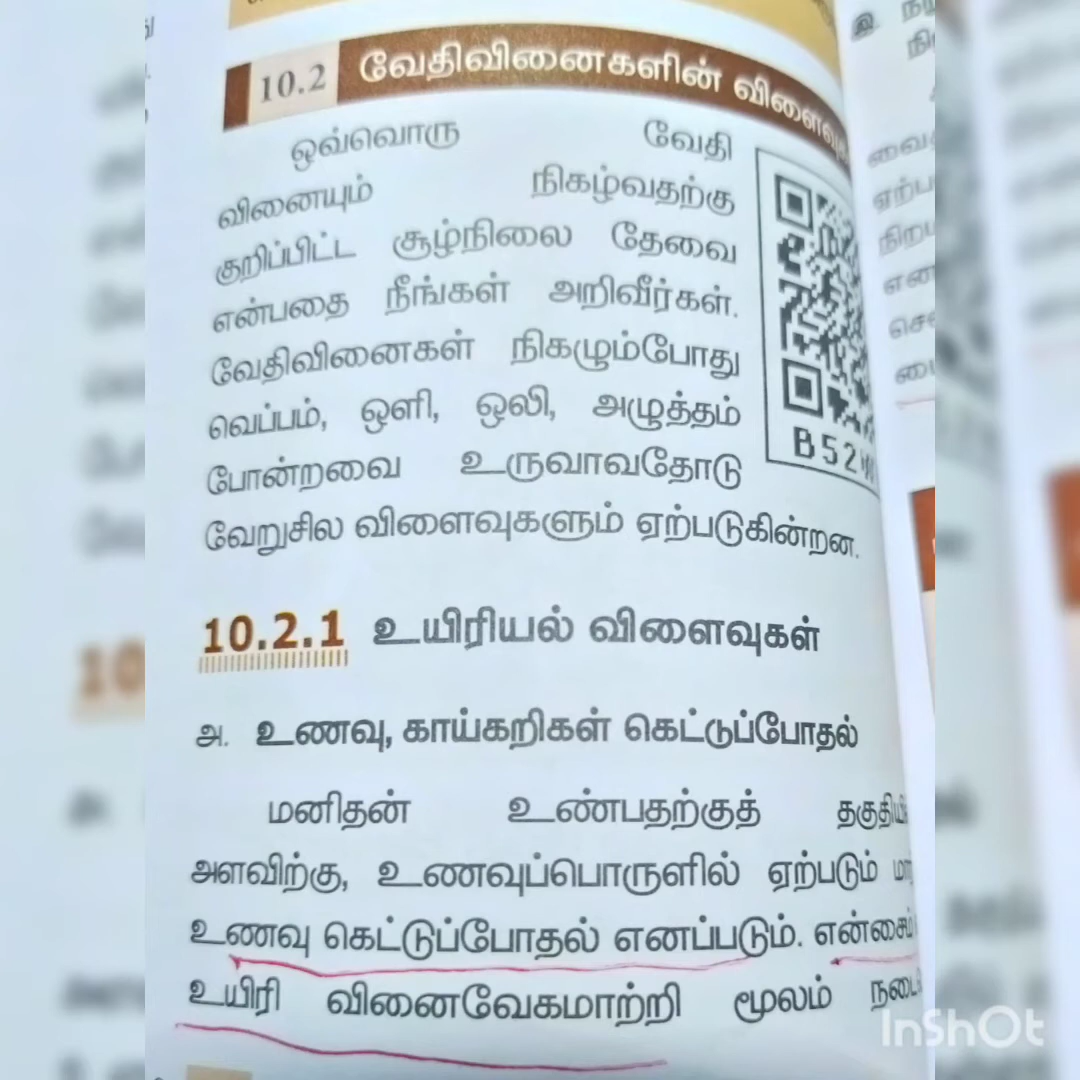 10.2 வேதிவினைகளின்
ஒவ்வொரு வேதி
வினையும் நிகழ்வதற்கு
குறிப்பிட்ட சூழ்நிலை தேவை
என்பதை நீங்கள் அறிவீர்கள்.
வேதிவினைகள் நிகழும்போது
வெப்பம், ஒளி, ஒலி, அழுத்தம்
போன்றவை உருவாவதோடு
வேறுசில விளைவுகளும் ஏற்படுகின்றன.
10.2.1 உயிரியல் விளைவுகள்
அ. உணவு, காய்கறிகள் கெட்டுப்போதல்
மனிதன் உண்பதற்குத்
அளவிற்கு, உணவுப்பொருளில் ஏற்படும்
உணவு கெட்டுப்போதல் எனப்படும்.
உயிரி வினைவேகமாற்றி மூலம்
InShOt